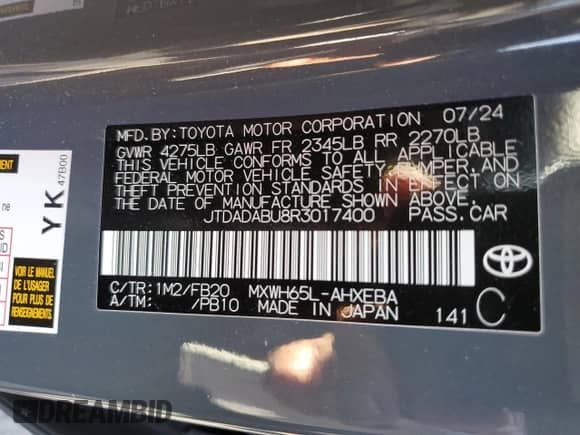 MFD.BY:TOYOTA MOTOR CORPORATION 07/24
GVWR 4275LB GAWR FR 2345LB RR 2270LB
THIS VEHICLE CONFORMS TO ALL APPLICABLE
FEDERAL MOTOR VEHICLE SAFETY, BUMPER, AND
THEFT PREVENTION STANDARDS IN EFFECT ON
THE DATE OF MANUFACTURE SHOWN ABOVE.
JTDADABU8R3017400 PASS.CAR
C/TR:1M2/FB20 MXWH65L-AHXEBA
A/TM: /PB10 MADE IN JAPAN 141 C
YK 47B00
VOIR LE MANUEL
DE L'USAGER
POUR PLUS DE
RENSEIGNEMENTS
DREAMBID